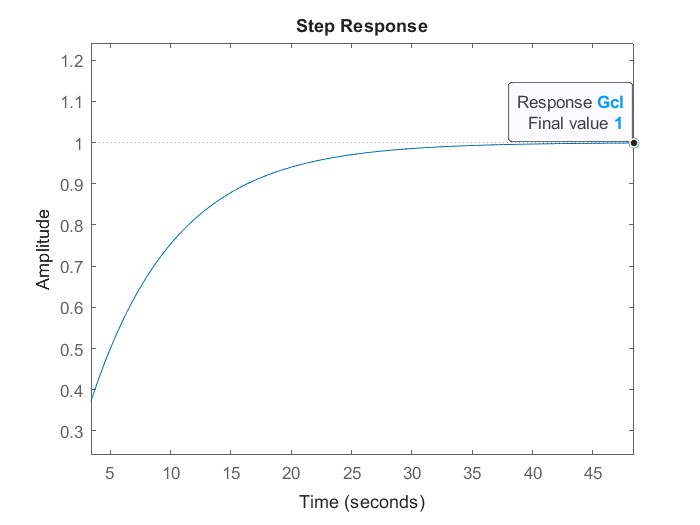 Step Response
1.2
1.1
1
0.9
0.8
0.7
0.6
0.5
0.4
0.3
Amplitude
Response Gcl
Final value 1
5 10 15 20 25 30 35 40 45
Time (seconds)